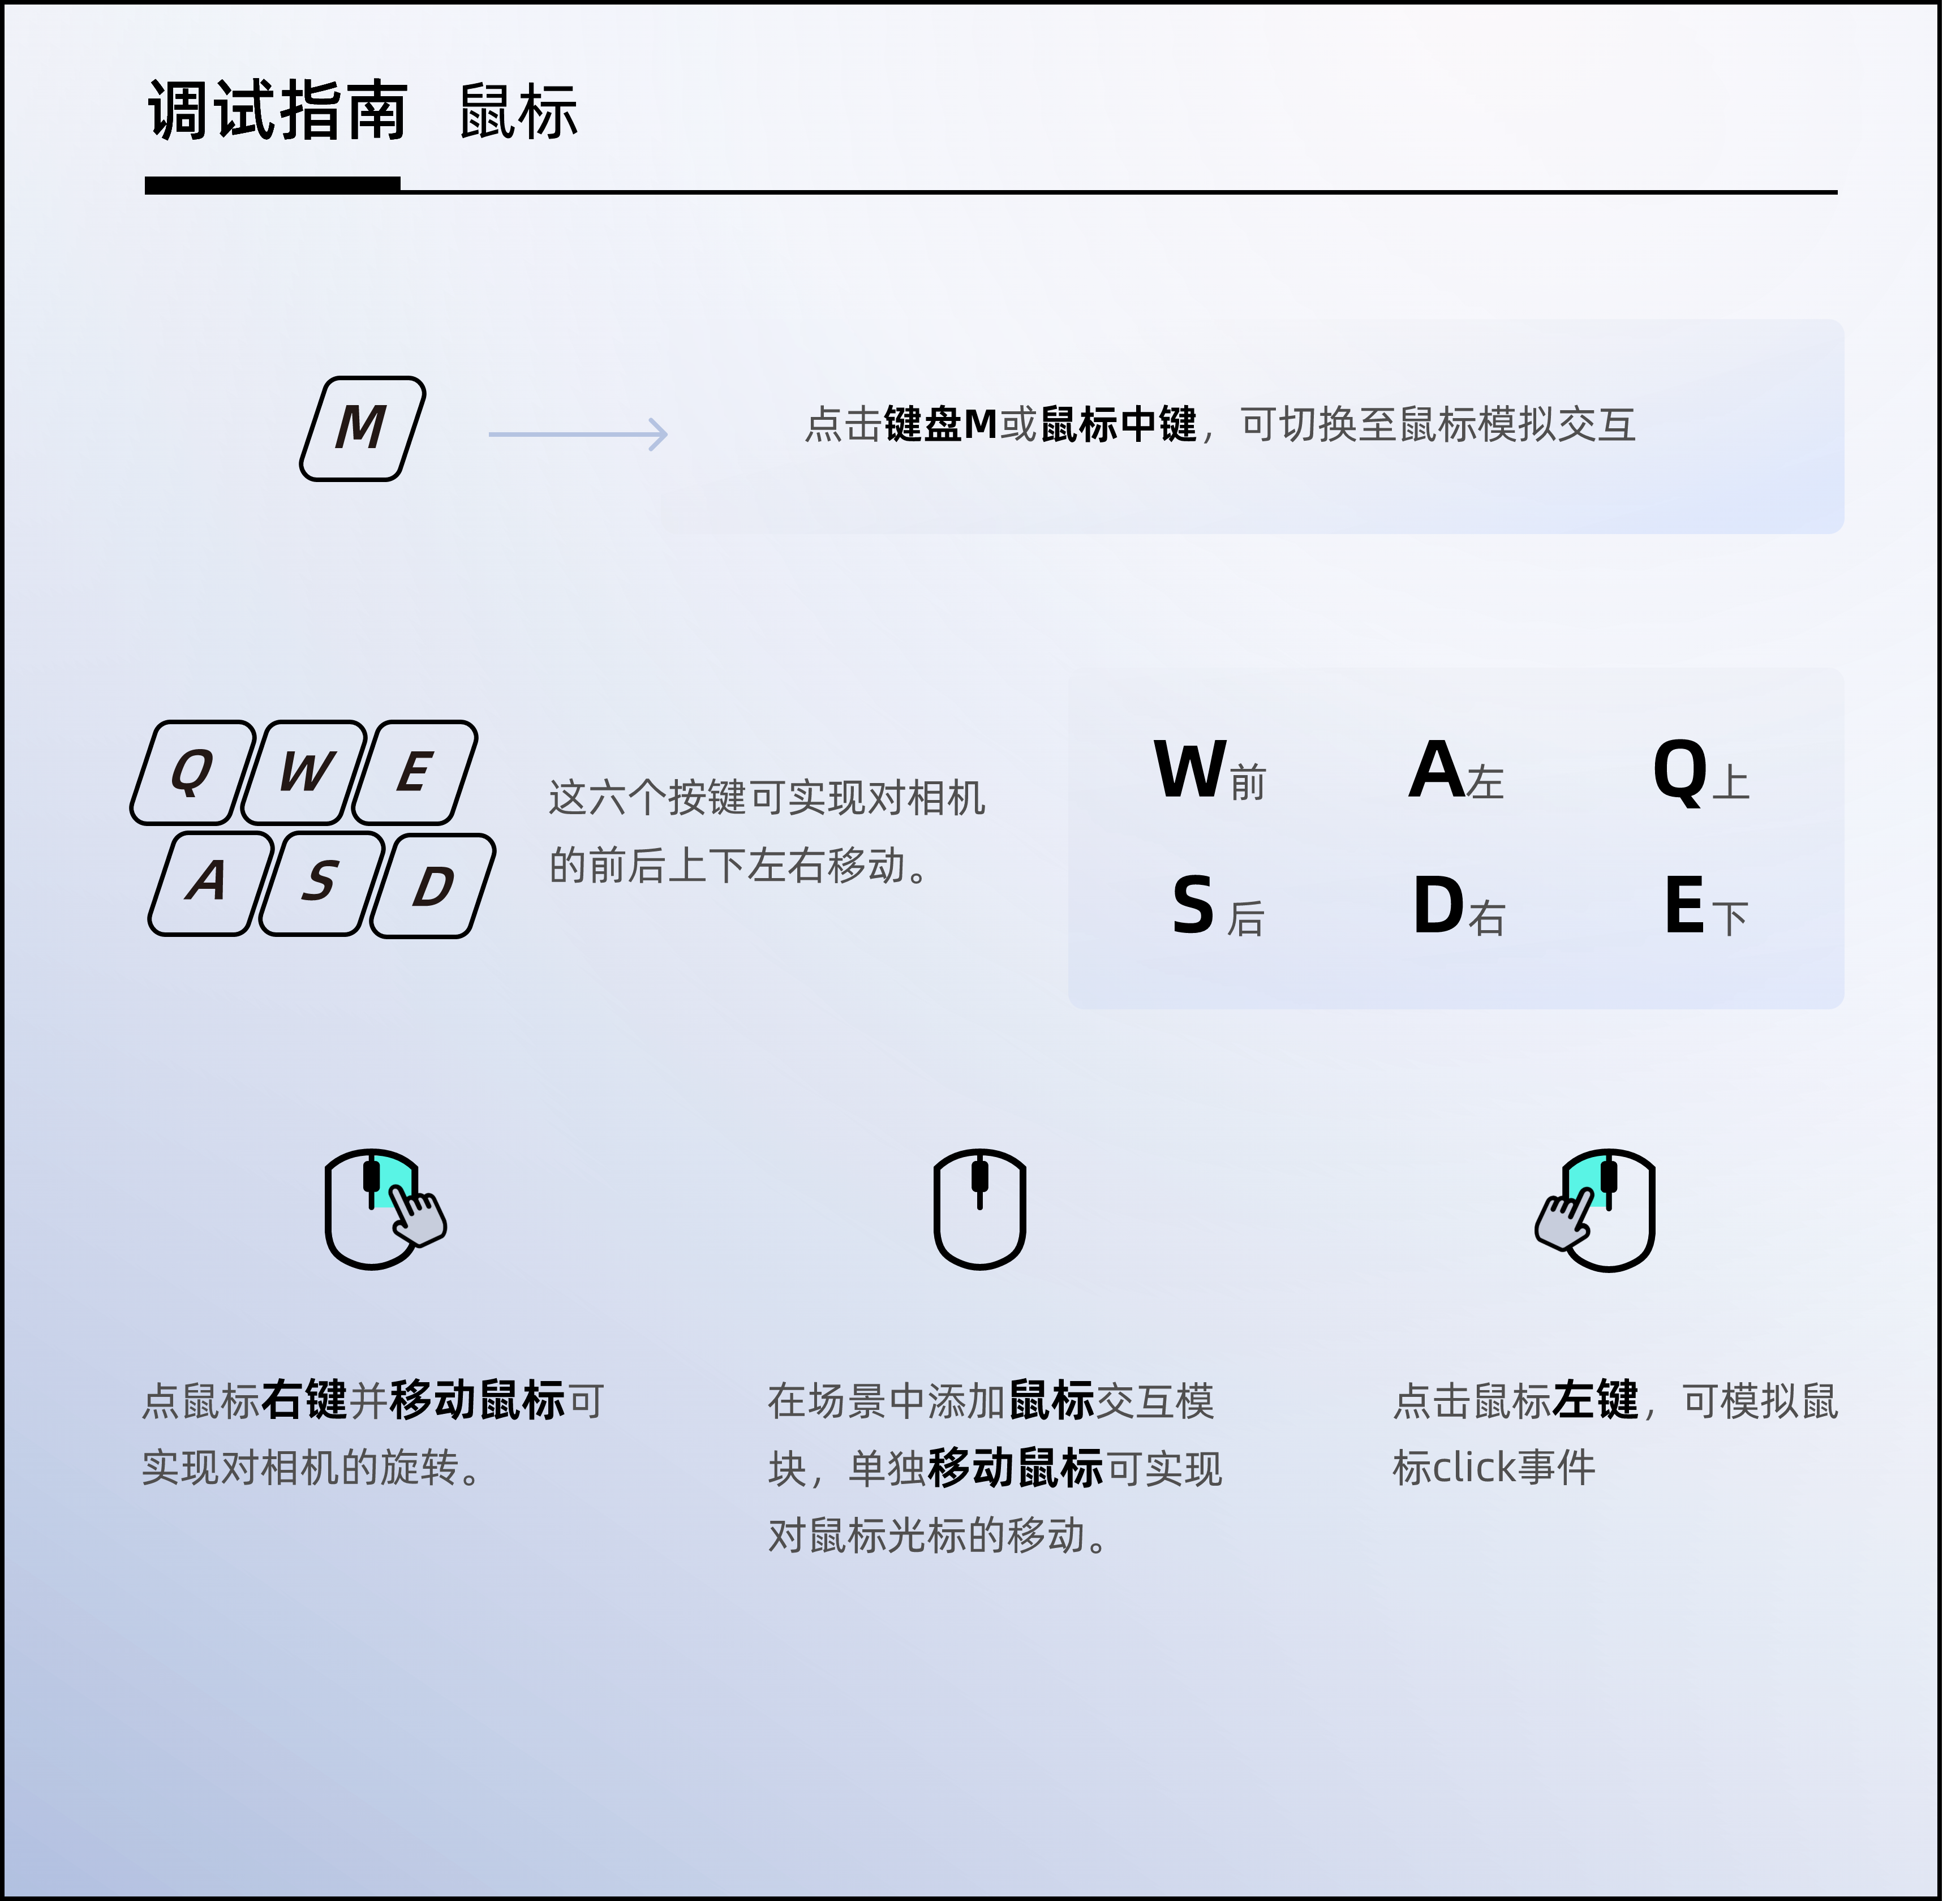 调试指南 鼠标
M
点击键盘M或鼠标中键，可切换至鼠标模拟交互
Q W E
A S D
这六个按键可实现对相机
的前后上下左右移动。
W前 A左 Q上
S后 D右 E下
点鼠标右键并移动鼠标可
实现对相机的旋转。
在场景中添加鼠标交互模
块，单独移动鼠标可实现
对鼠标光标的移动。
点击鼠标左键，可模拟鼠
标click事件